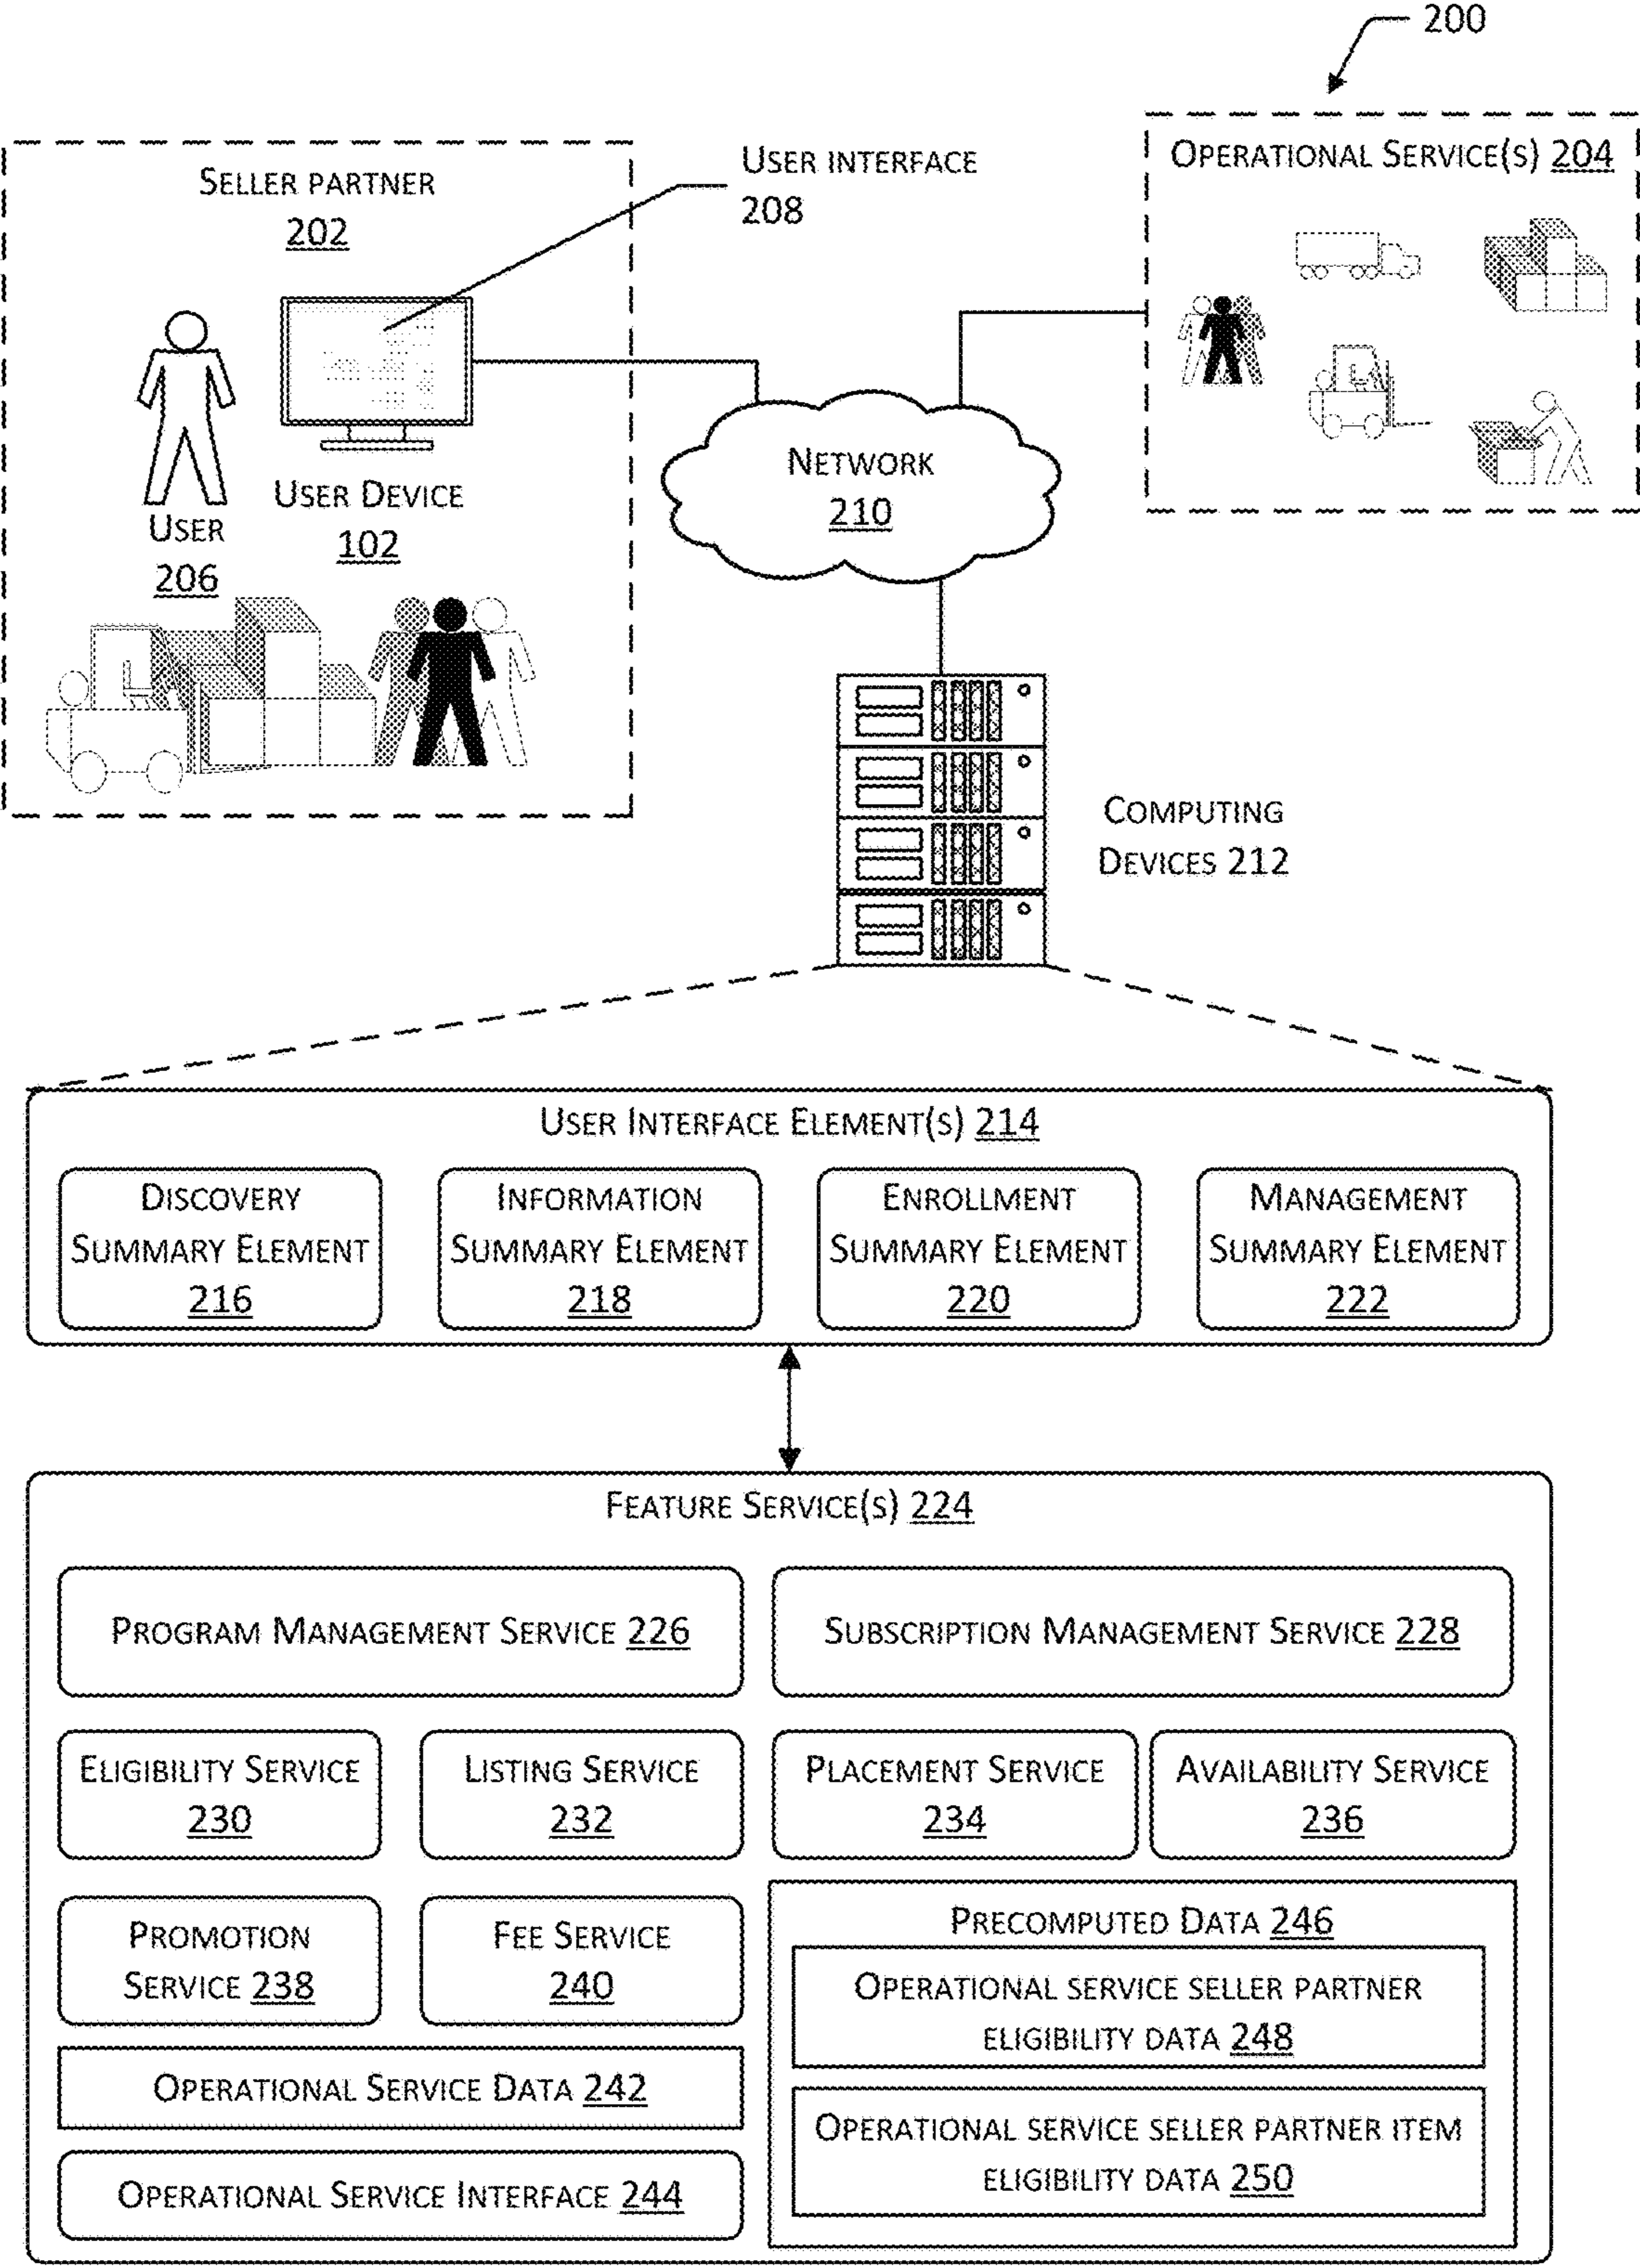 200
SELLER PARTNER
202
USER INTERFACE
208
OPERATIONAL SERVICE(S) 204
USER
206
USER DEVICE
102
NETWORK
210
COMPUTING
DEVICES 212
USER INTERFACE ELEMENT(S) 214
DISCOVERY
SUMMARY ELEMENT
216
INFORMATION
SUMMARY ELEMENT
218
ENROLLMENT
SUMMARY ELEMENT
220
MANAGEMENT
SUMMARY ELEMENT
222
FEATURE SERVICE(S) 224
PROGRAM MANAGEMENT SERVICE 226
SUBSCRIPTION MANAGEMENT SERVICE 228
ELIGIBILITY SERVICE
230
LISTING SERVICE
232
PLACEMENT SERVICE
234
AVAILABILITY SERVICE
236
PROMOTION
SERVICE 238
FEE SERVICE
240
OPERATIONAL SERVICE DATA 242
OPERATIONAL SERVICE INTERFACE 244
PRECOMPUTED DATA 246
OPERATIONAL SERVICE SELLER PARTNER
ELIGIBILITY DATA 248
OPERATIONAL SERVICE SELLER PARTNER ITEM
ELIGIBILITY DATA 250